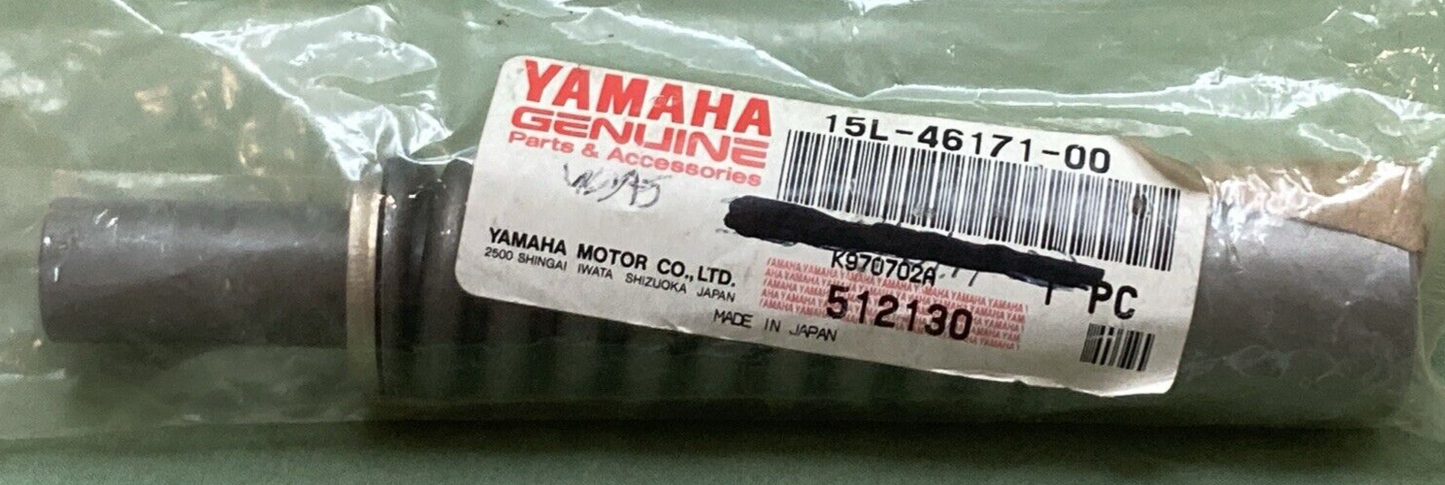 YAMAHA
GENUINE
Parts & Accessories
15L-46171-00
YAMAHA MOTOR CO., LTD.
2500 SHINGAI IWATA SHIZUOKA JAPAN
MADE IN JAPAN
K970702A
1 PC
512130